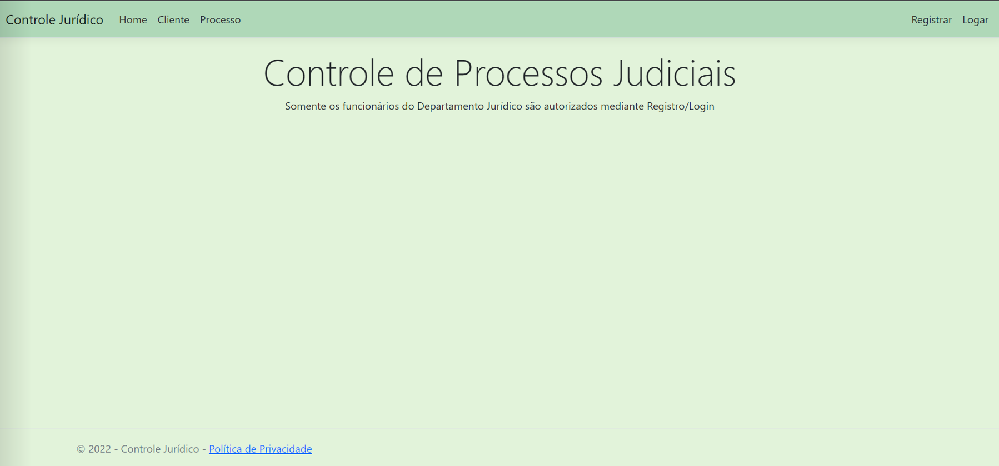 Controle Jurídico Home Cliente Processo Registrar Logar
Controle de Processos Judiciais
Somente os funcionários do Departamento Jurídico são autorizados mediante Registro/Login
© 2022 - Controle Jurídico - Política de Privacidade